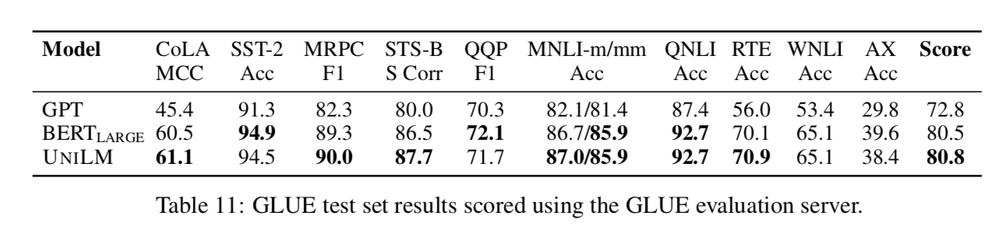 Model CoLA SST-2 MRPC STS-B QQP MNLI-m/mm QNLI RTE WNLI AX Score
MCC Acc F1 S Corr F1 Acc Acc Acc Acc Acc
GPT 45.4 91.3 82.3 80.0 70.3 82.1/81.4 87.4 56.0 53.4 29.8 72.8
BERTLARGE 60.5 94.9 89.3 86.5 72.1 86.7/85.9 92.7 70.1 65.1 39.6 80.5
UNILM 61.1 94.5 90.0 87.7 71.7 87.0/85.9 92.7 70.9 65.1 38.4 80.8
Table 11: GLUE test set results scored using the GLUE evaluation server.